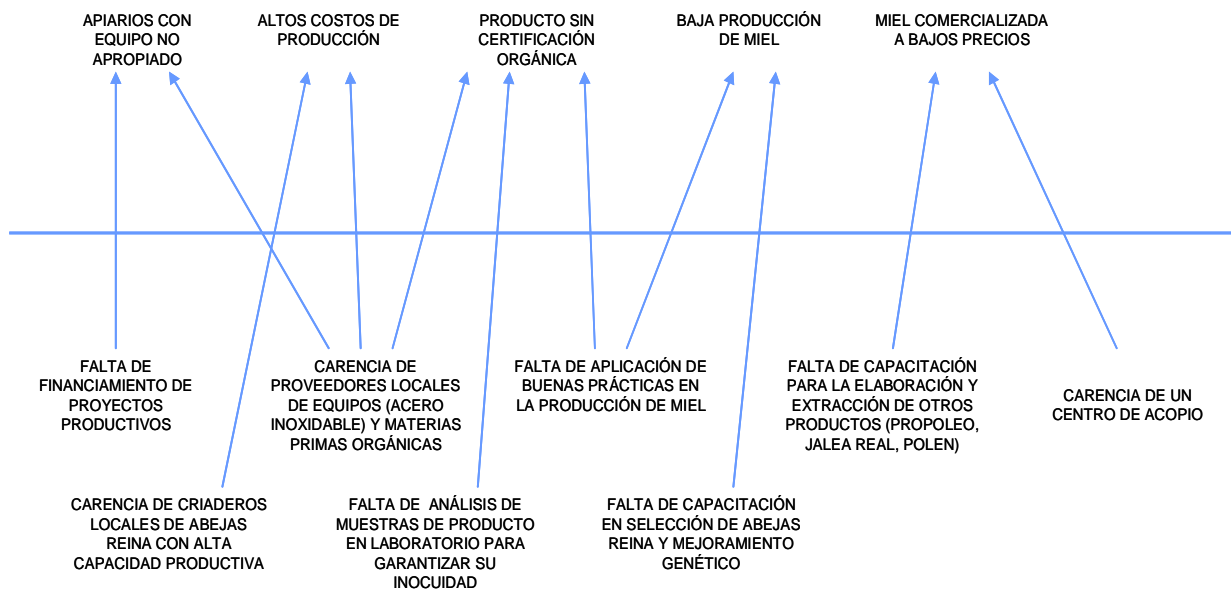 APIARIOS CON
EQUIPO NO
APROPIADO
ALTOS COSTOS DE
PRODUCCIÓN
PRODUCTO SIN
CERTIFICACIÓN
ORGÁNICA
BAJA PRODUCCIÓN
DE MIEL
MIEL COMERCIALIZADA
A BAJOS PRECIOS
FALTA DE
FINANCIAMIENTO DE
PROYECTOS
PRODUCTIVOS
CARENCIA DE
PROVEEDORES LOCALES
DE EQUIPOS (ACERO
INOXIDABLE) Y MATERIAS
PRIMAS ORGÁNICAS
FALTA DE APLICACIÓN DE
BUENAS PRÁCTICAS EN
LA PRODUCCIÓN DE MIEL
FALTA DE CAPACITACIÓN
PARA LA ELABORACIÓN Y
EXTRACCIÓN DE OTROS
PRODUCTOS (PROPOLEO,
JALEA REAL, POLEN)
CARENCIA DE UN
CENTRO DE ACOPIO
CARENCIA DE CRIADEROS
LOCALES DE ABEJAS
REINA CON ALTA
CAPACIDAD PRODUCTIVA
FALTA DE ANÁLISIS DE
MUESTRAS DE PRODUCTO
EN LABORATORIO PARA
GARANTIZAR SU
INOCUIDAD
FALTA DE CAPACITACIÓN
EN SELECCIÓN DE ABEJAS
REINA Y MEJORAMIENTO
GENÉTICO